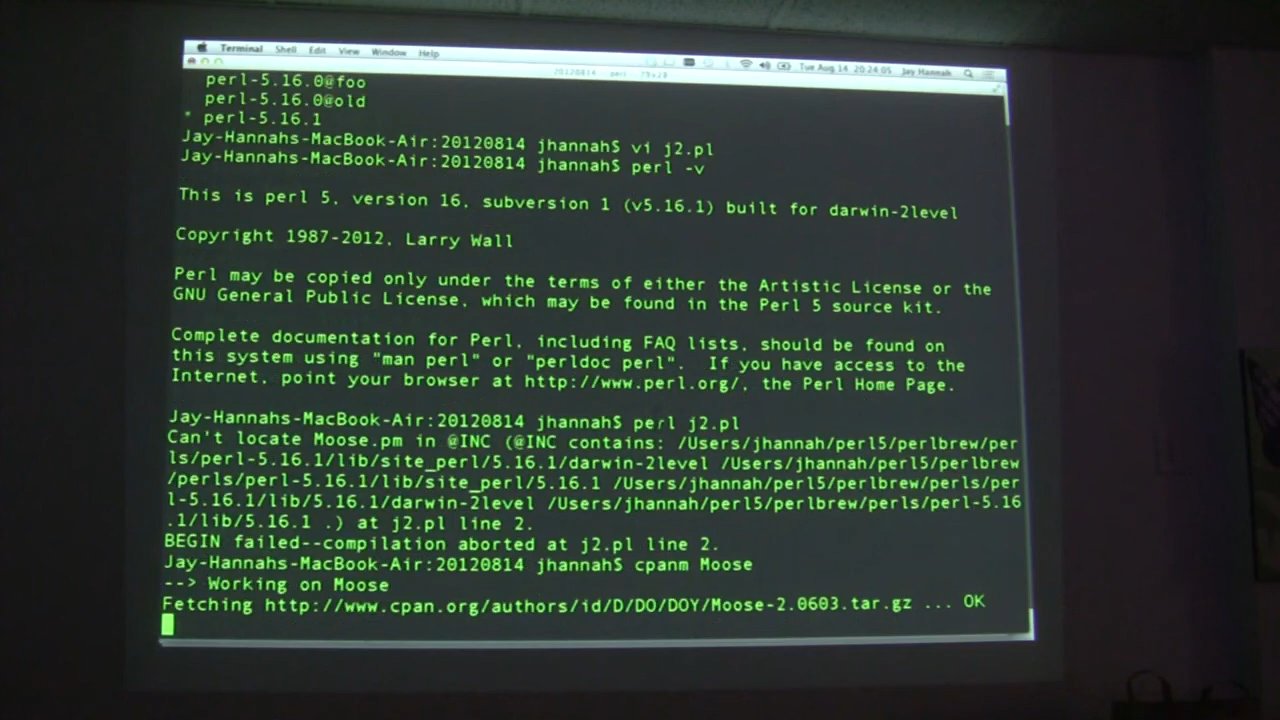 Terminal Shell Edit View Window Help Tue Aug 14 20:24:05 Jay Hannah
perl-5.16.0@foo
perl-5.16.0@old
* perl-5.16.1
Jay-Hannahs-MacBook-Air:20120814 jhannah$ vi j2.pl
Jay-Hannahs-MacBook-Air:20120814 jhannah$ perl -v
This is perl 5, version 16, subversion 1 (v5.16.1) built for darwin-2level
Copyright 1987-2012, Larry Wall
Perl may be copied only under the terms of either the Artistic License or the
GNU General Public License, which may be found in the Perl 5 source kit.
Complete documentation for Perl, including FAQ lists, should be found on
this system using "man perl" or "perldoc perl".  If you have access to the
Internet, point your browser at http://www.perl.org/, the Perl Home Page.
Jay-Hannahs-MacBook-Air:20120814 jhannah$ perl j2.pl
Can't locate Moose.pm in @INC (@INC contains: /Users/jhannah/perl5/perlbrew/per
ls/perl-5.16.1/lib/site_perl/5.16.1/darwin-2level /Users/jhannah/perl5/perlbrew
/perls/perl-5.16.1/lib/site_perl/5.16.1 /Users/jhannah/perl5/perlbrew/perls/per
l-5.16.1/lib/5.16.1/darwin-2level /Users/jhannah/perl5/perlbrew/perls/perl-5.16
.1/lib/5.16.1 .) at j2.pl line 2.
BEGIN failed--compilation aborted at j2.pl line 2.
Jay-Hannahs-MacBook-Air:20120814 jhannah$ cpanm Moose
--> Working on Moose
Fetching http://www.cpan.org/authors/id/D/DO/DOY/Moose-2.0603.tar.gz ... OK